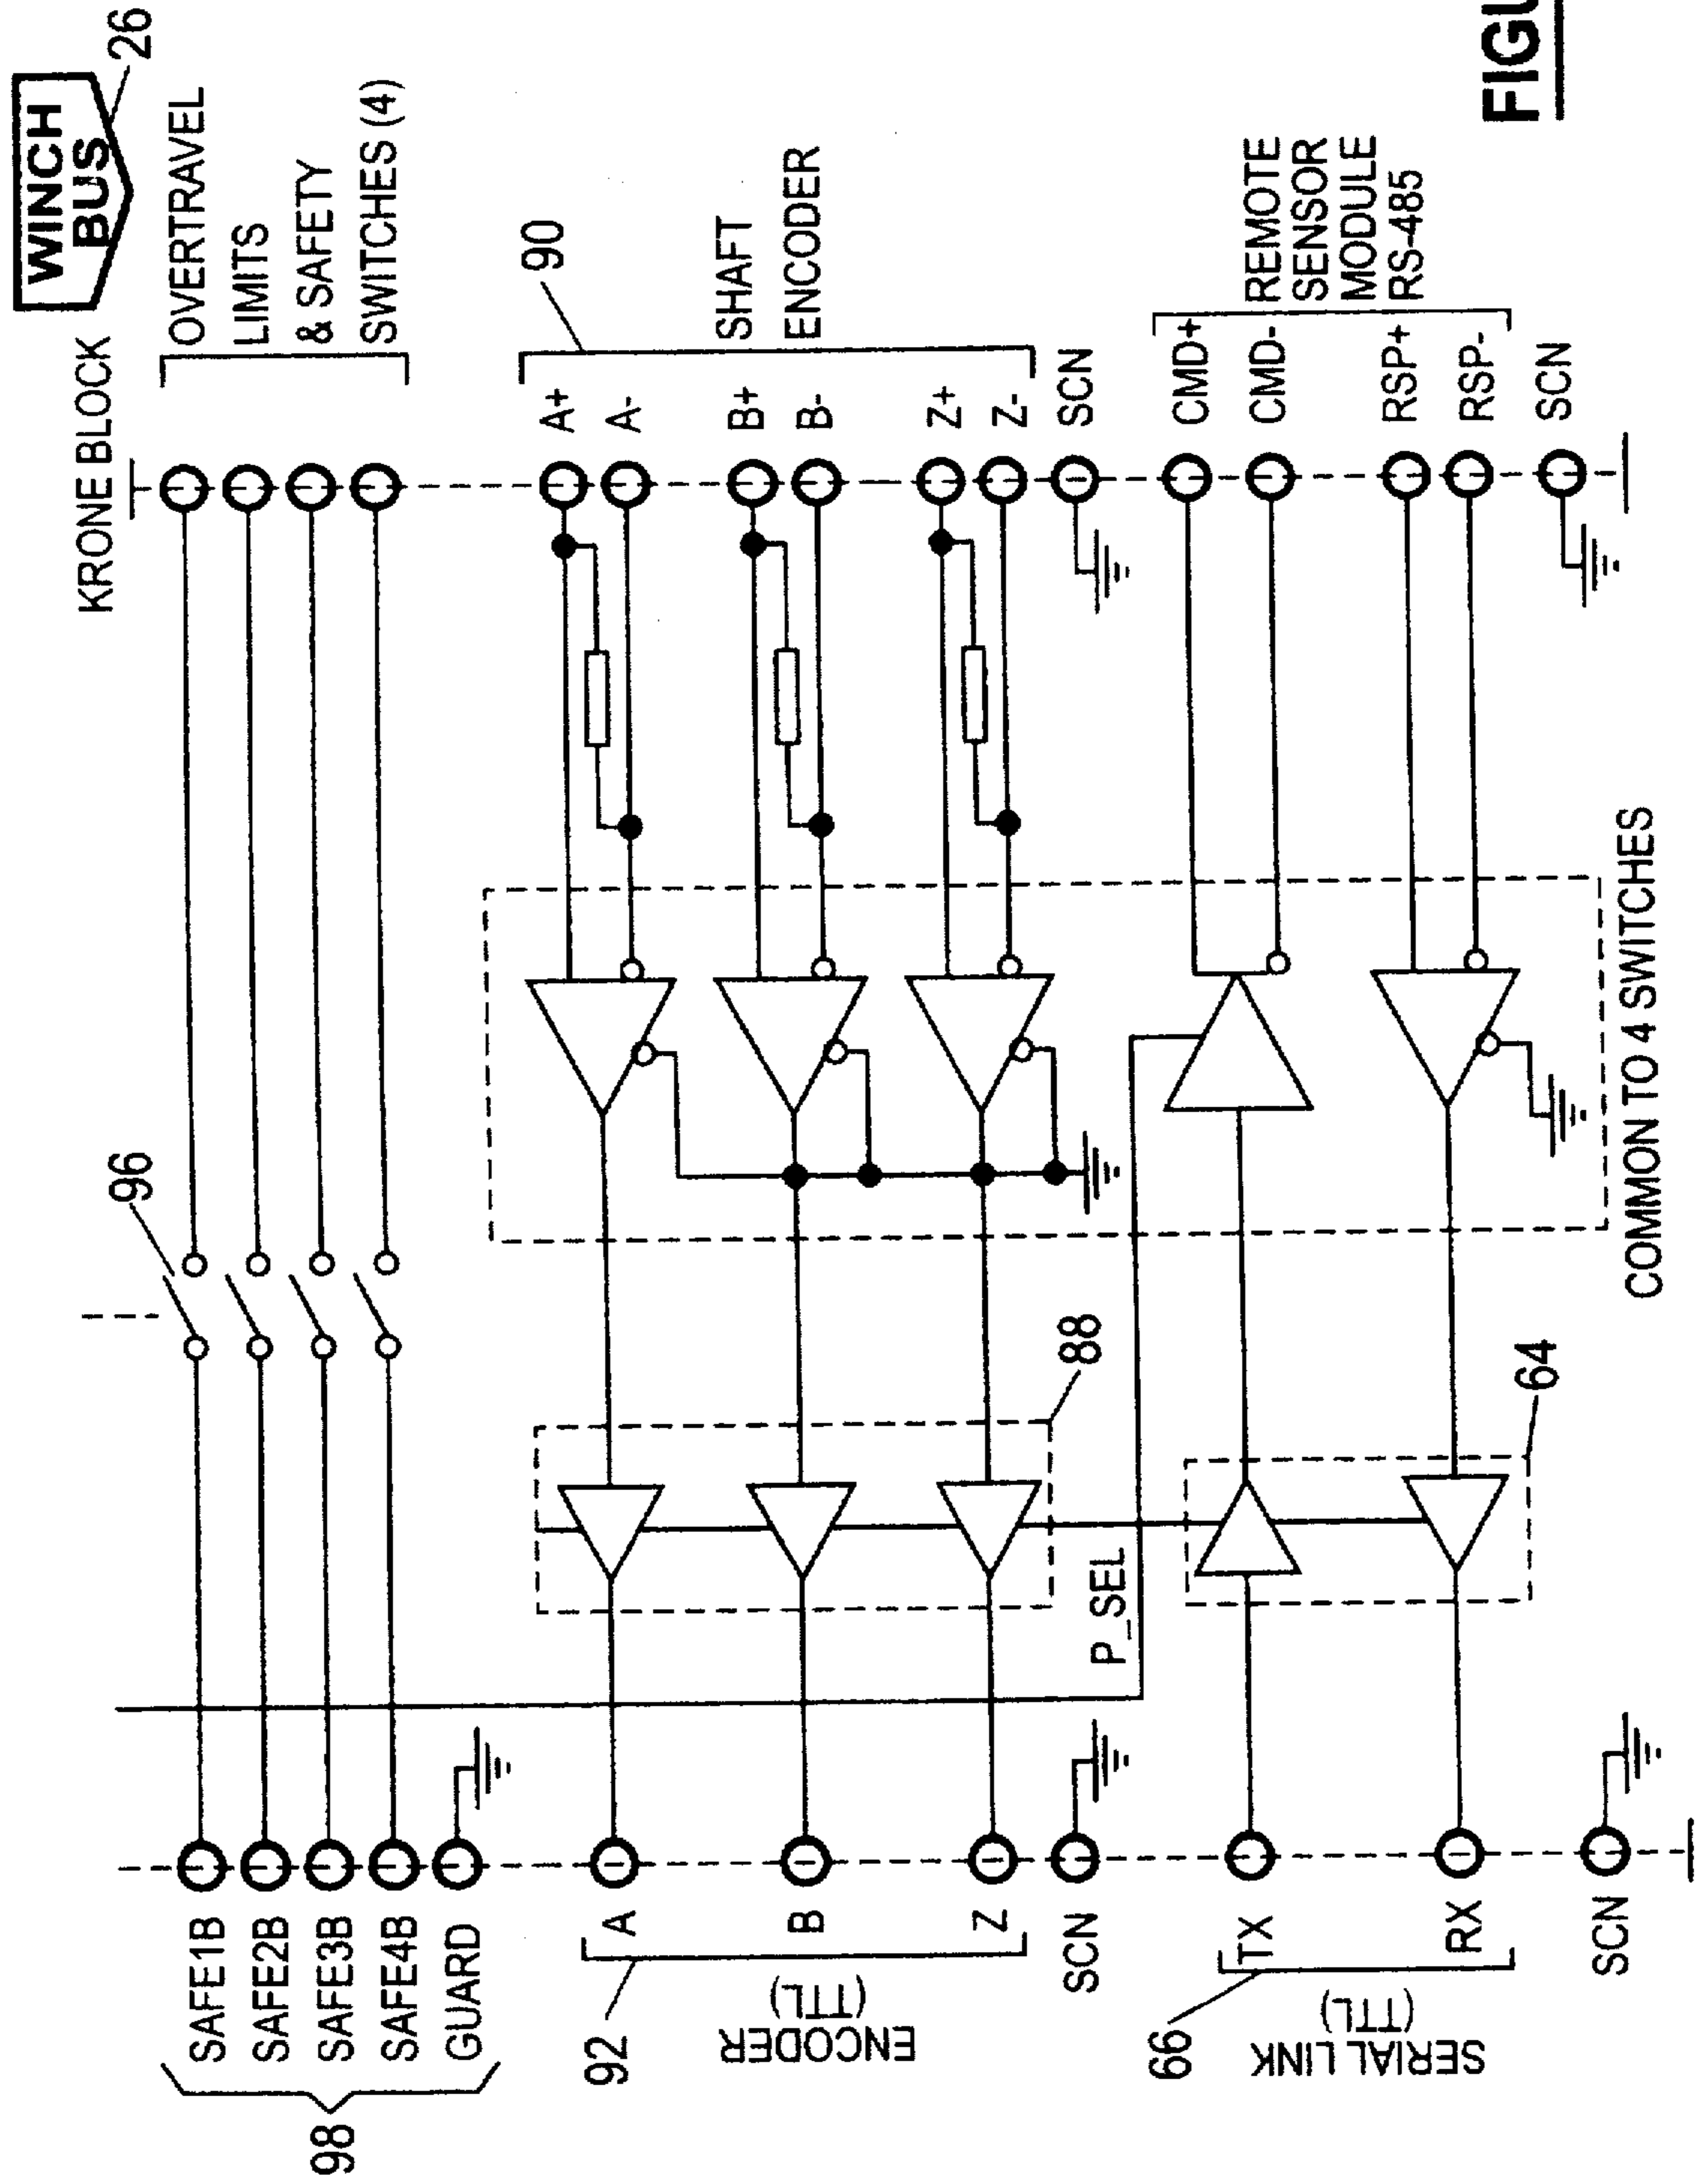 WINCH
BUS
26
KRONE BLOCK
OVERTRAVEL
LIMITS
& SAFETY
SWITCHES (4)
96
98
SAFE1B
SAFE2B
SAFE3B
SAFE4B
GUARD
90
SHAFT
ENCODER
A+
A-
B+
B-
Z+
Z-
SCN
92
ENCODER
(TTL)
A
B
Z
SCN
88
P_SEL
REMOTE
SENSOR
MODULE
RS-485
CMD+
CMD-
RSP+
RSP-
SCN
66
SERIAL LINK
(TTL)
TX
RX
SCN
64
COMMON TO 4 SWITCHES